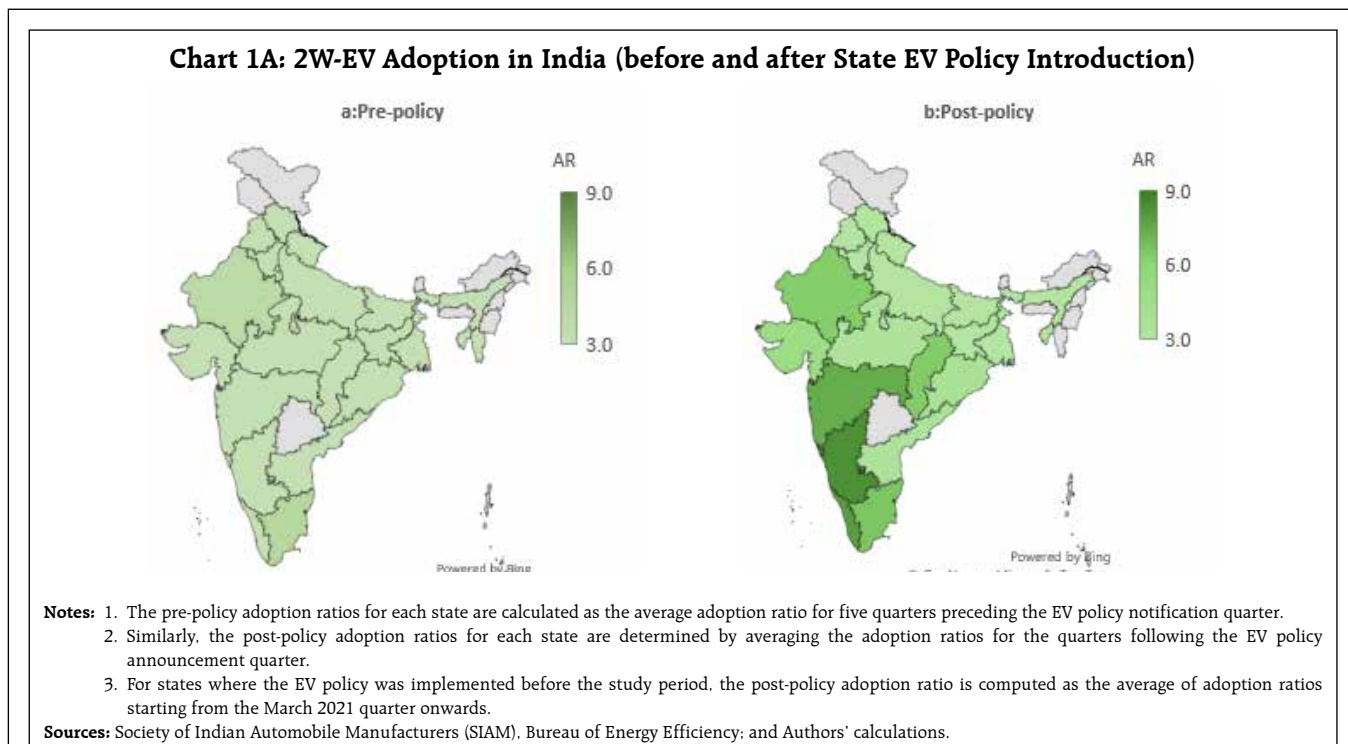 Chart 1A: 2W-EV Adoption in India (before and after State EV Policy Introduction)
a:Pre-policy
AR
9.0
6.0
3.0
Powered by Bing
b:Post-policy
AR
9.0
6.0
3.0
Powered by Bing
Notes: 1. The pre-policy adoption ratios for each state are calculated as the average adoption ratio for five quarters preceding the EV policy notification quarter.
2. Similarly, the post-policy adoption ratios for each state are determined by averaging the adoption ratios for the quarters following the EV policy
announcement quarter.
3. For states where the EV policy was implemented before the study period, the post-policy adoption ratio is computed as the average of adoption ratios
starting from the March 2021 quarter onwards.
Sources: Society of Indian Automobile Manufacturers (SIAM), Bureau of Energy Efficiency; and Authors' calculations.